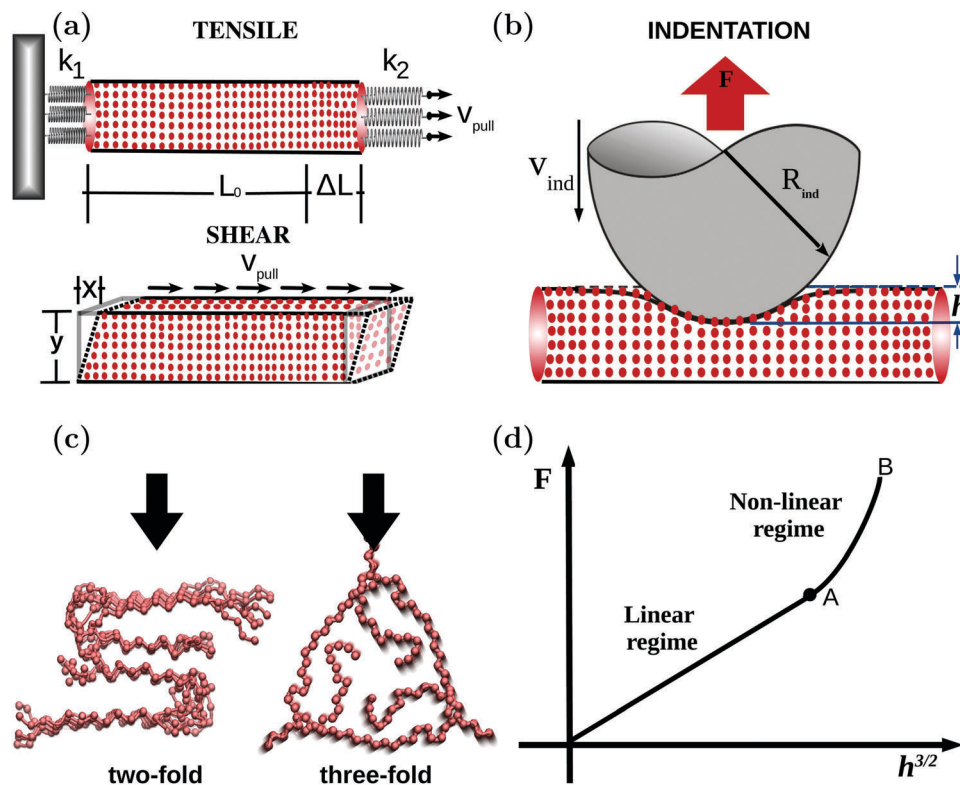 (a)
TENSILE
k1
k2
vpull
L0
ΔL
SHEAR
vpull
x
y
(b)
INDENTATION
F
vind
Rind
h
(c)
two-fold
three-fold
(d)
F
B
Non-linear
regime
A
Linear
regime
h3/2